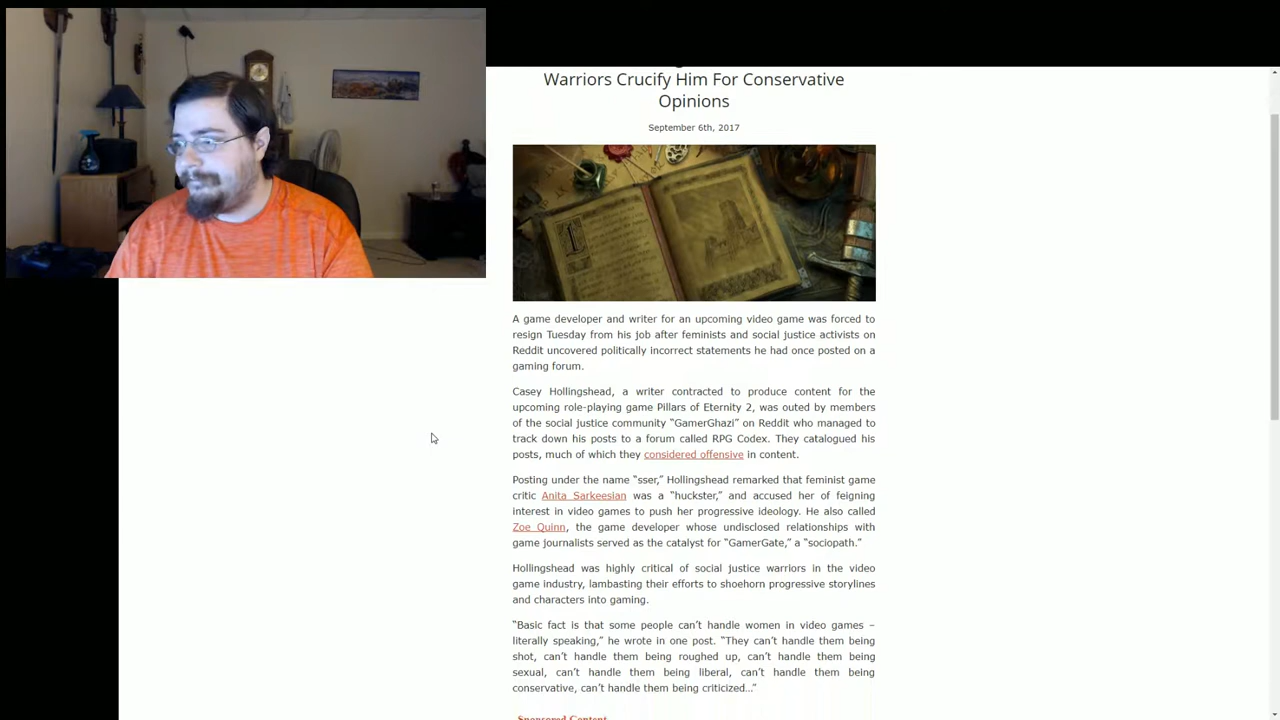 Warriors Crucify Him For Conservative
Opinions
September 6th, 2017
A game developer and writer for an upcoming video game was forced to
resign Tuesday from his job after feminists and social justice activists on
Reddit uncovered politically incorrect statements he had once posted on a
gaming forum.
Casey Hollingshead, a writer contracted to produce content for the
upcoming role-playing game Pillars of Eternity 2, was outed by members
of the social justice community “GamerGhazi” on Reddit who managed to
track down his posts to a forum called RPG Codex. They catalogued his
posts, much of which they considered offensive in content.
Posting under the name “sser,” Hollingshead remarked that feminist game
critic Anita Sarkeesian was a “huckster,” and accused her of feigning
interest in video games to push her progressive ideology. He also called
Zoe Quinn, the game developer whose undisclosed relationships with
game journalists served as the catalyst for “GamerGate,” a “sociopath.”
Hollingshead was highly critical of social justice warriors in the video
game industry, lambasting their efforts to shoehorn progressive storylines
and characters into gaming.
“Basic fact is that some people can’t handle women in video games –
literally speaking,” he wrote in one post. “They can’t handle them being
shot, can’t handle them being roughed up, can’t handle them being
sexual, can’t handle them being liberal, can’t handle them being
conservative, can’t handle them being criticized…”
Sponsored Content